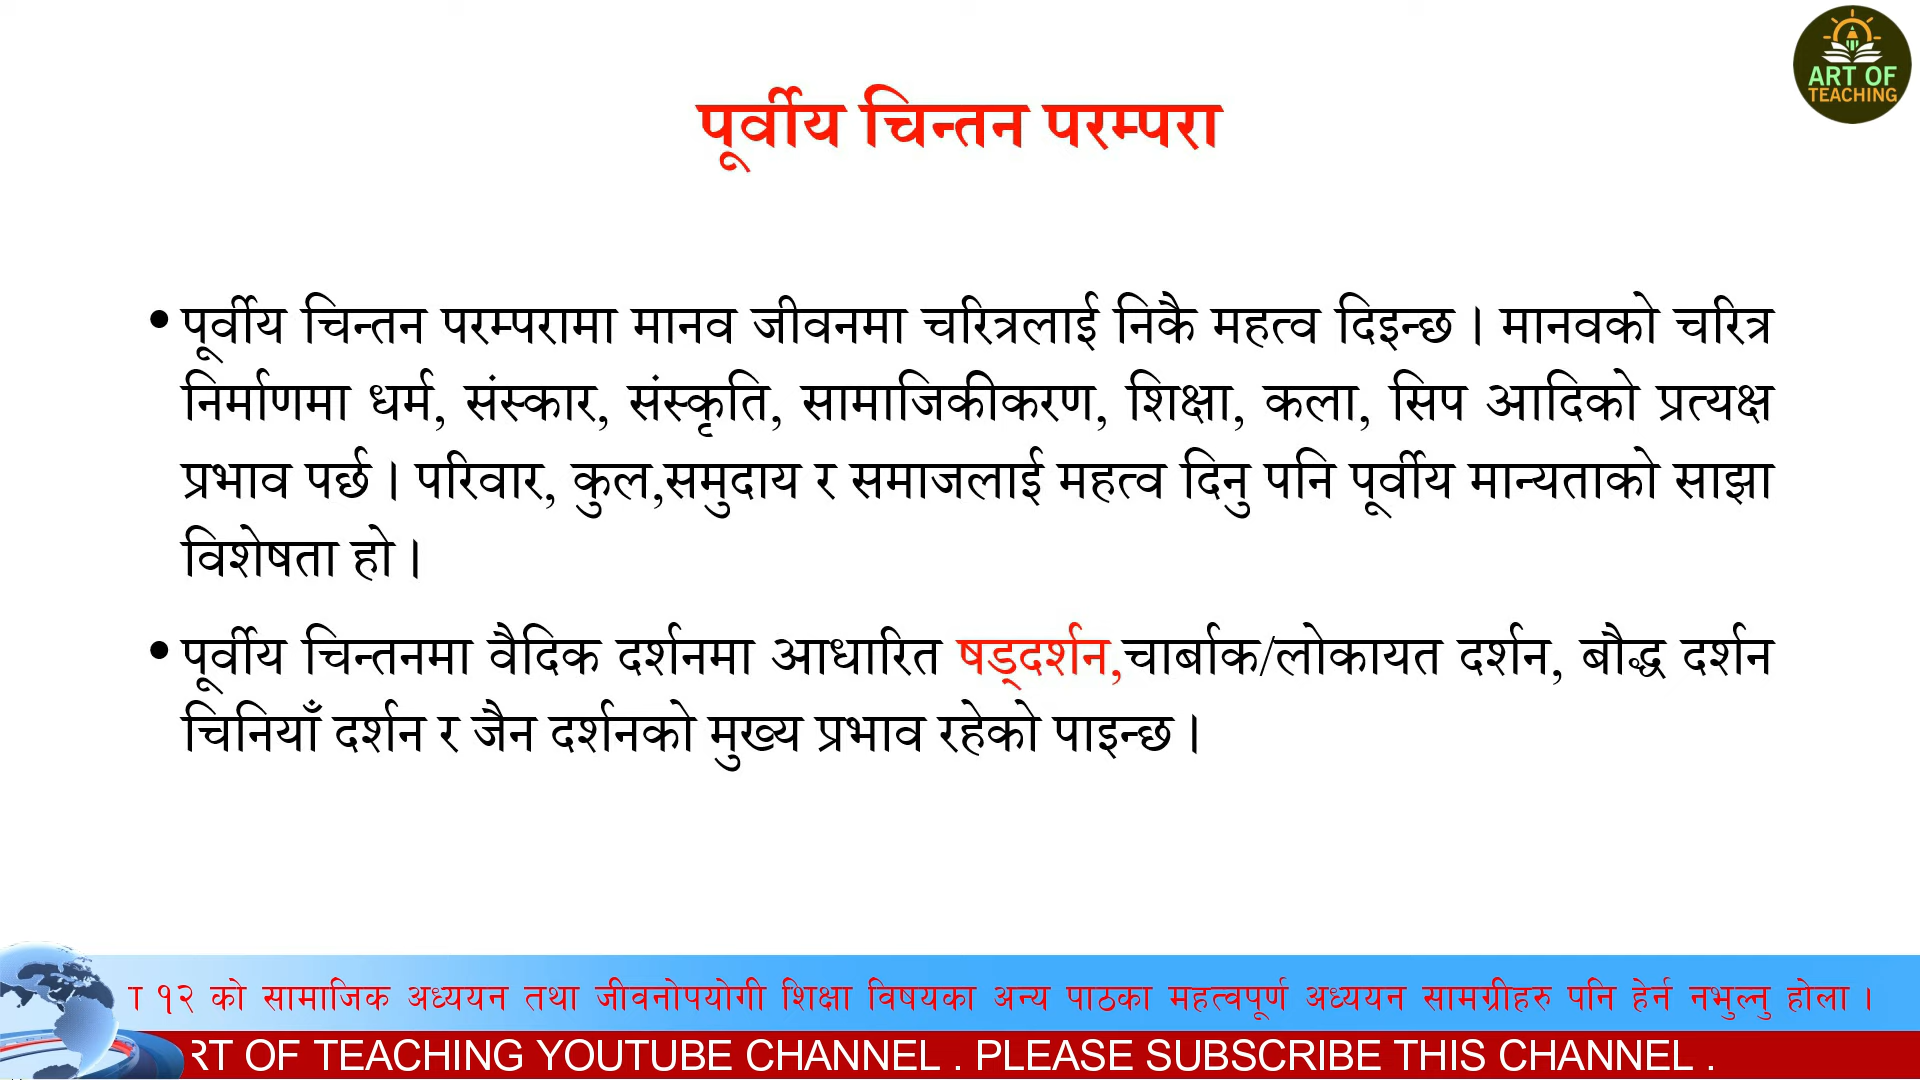 ART OF
TEACHING
पूर्वीय चिन्तन परम्परा
• पूर्वीय चिन्तन परम्परामा मानव जीवनमा चरित्रलाई निकै महत्व दिइन्छ । मानवको चरित्र
निर्माणमा धर्म, संस्कार, संस्कृति, सामाजिकीकरण, शिक्षा, कला, सिप आदिको प्रत्यक्ष
प्रभाव पर्छ । परिवार, कुल,समुदाय र समाजलाई महत्व दिनु पनि पूर्वीय मान्यताको साझा
विशेषता हो ।
• पूर्वीय चिन्तनमा वैदिक दर्शनमा आधारित षड्दर्शन,चार्बाक/लोकायत दर्शन, बौद्ध दर्शन
चिनियाँ दर्शन र जैन दर्शनको मुख्य प्रभाव रहेको पाइन्छ ।
१२ को सामाजिक अध्ययन तथा जीवनोपयोगी शिक्षा विषयका अन्य पाठका महत्वपूर्ण अध्ययन सामग्रीहरु पनि हेर्न नभुल्नु होला ।
RT OF TEACHING YOUTUBE CHANNEL . PLEASE SUBSCRIBE THIS CHANNEL .